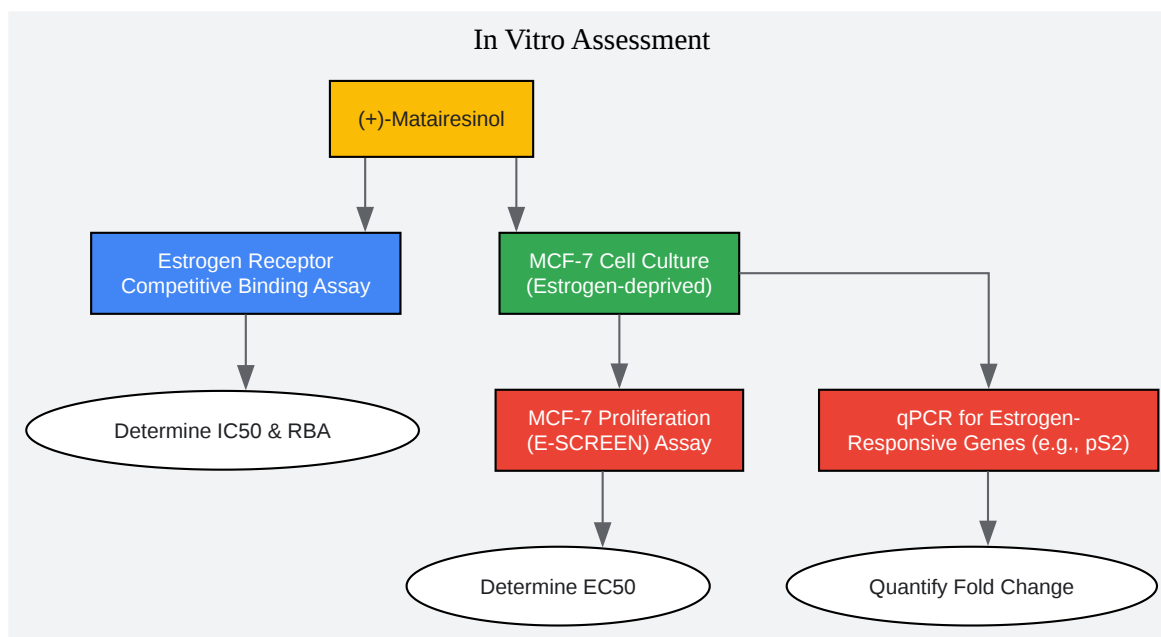 In Vitro Assessment
(+)-Matairesinol
Estrogen Receptor
Competitive Binding Assay
MCF-7 Cell Culture
(Estrogen-deprived)
Determine IC50 & RBA
MCF-7 Proliferation
(E-SCREEN) Assay
qPCR for Estrogen-
Responsive Genes (e.g., pS2)
Determine EC50
Quantify Fold Change